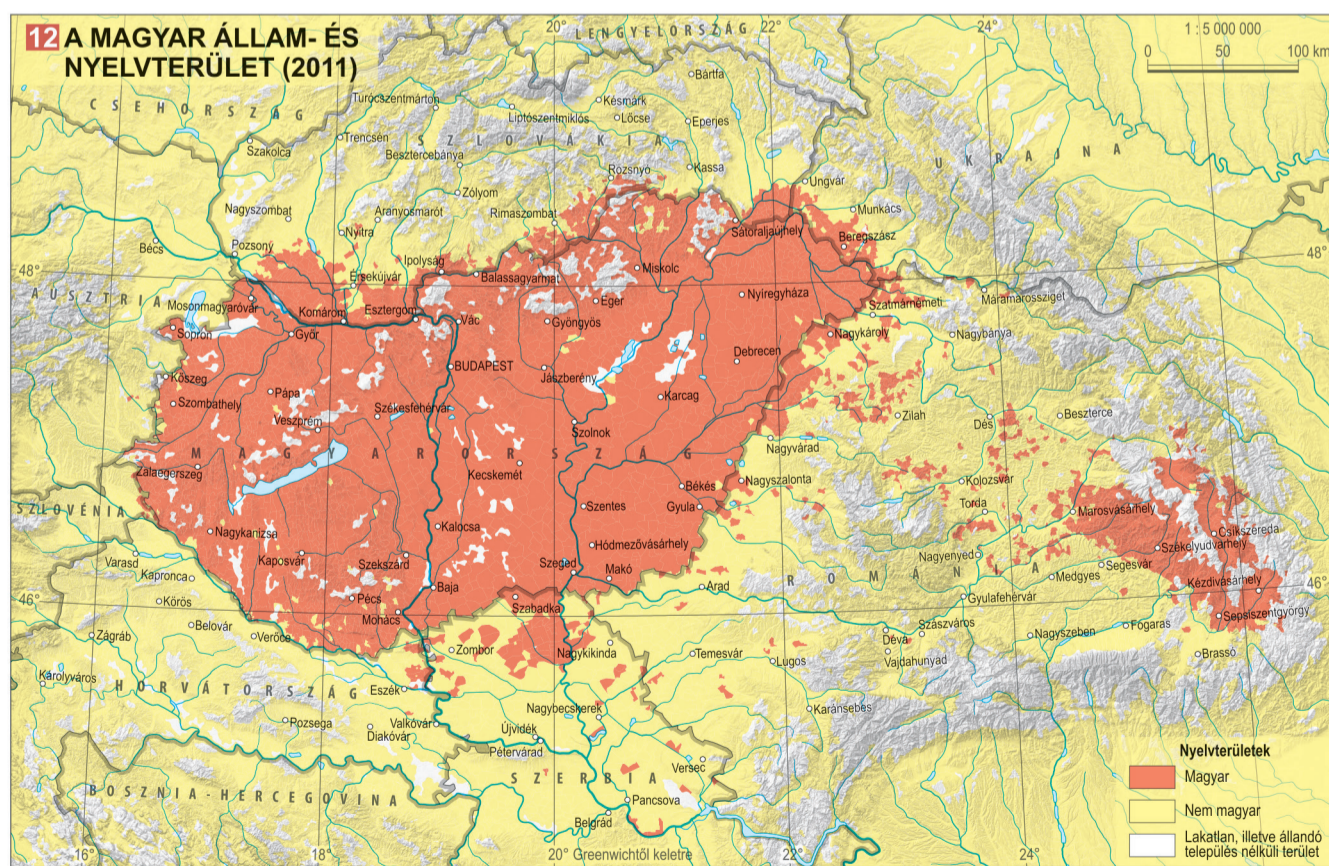 12 A MAGYAR ÁLLAM- ÉS
NYELVTERÜLET (2011)
20°
22°
24°
1 : 5 000 000
0 50 100 km
LENGYELORSZÁG
CSEHORSZÁG
SZLOVÁKIA
UKRAJNA
Bártfa
Turócszentmárton
Késmárk
Liptószentmiklós
Lőcse
Eperjes
Trencsén
Szakolca
Besztercebánya
Rozsnyó
Kassa
Ungvár
Zólyom
Nagyszombat
Aranyosmarót
Rimaszombat
Munkács
Nyitra
Sátoraljaújhely
Beregszász
Bécs
Pozsony
Ipolyság
Miskolc
48°
48°
Érsekújvár
Balassagyarmat
AUSZTRIA
Mosonmagyaróvár
Nyíregyháza
Szatmárnémeti
Máramarossziget
Komárom
Esztergom
Eger
Sopron
Győr
Vác
Gyöngyös
Nagykároly
Nagybánya
BUDAPEST
Jászberény
Debrecen
Kőszeg
Pápa
Karcag
Szombathely
Székesfehérvár
Zilah
Dés
Beszterce
Veszprém
Szolnok
MAGYARORSZÁG
Nagyvárad
Zalaegerszeg
Kecskemét
Békés
Nagyszalonta
Kolozsvár
SZLOVÉNIA
Szentes
Gyula
Torda
Marosvásárhely
Nagykanizsa
Kalocsa
Csíkszereda
Hódmezővásárhely
Székelyudvarhely
Varasd
Kaposvár
Szekszárd
Nagyenyed
Segesvár
Kapronca
Szeged
Makó
ROMÁNIA
Medgyes
Kézdivásárhely
Baja
Arad
46°
46°
Körös
Pécs
Szabadka
Gyulafehérvár
Mohács
Sepsiszentgyörgy
Belovár
Zágráb
Verőce
Zombor
Nagykikinda
Szászváros
Déva
Nagyszeben
Fogaras
Temesvár
Lugos
Vajdahunyad
Brassó
Károlyváros
HORVÁTORSZÁG
Eszék
Karánsebes
Pozsega
Nagybecskerek
Valkóvár
Diakóvár
Újvidék
Pétervárad
SZERBIA
Versec
Nyelvterületek
Magyar
Nem magyar
Lakatlan, illetve állandó
település nélküli terület
BOSZNIA-HERCEGOVINA
Pancsova
Belgrád
16°
18°
20° Greenwichtől keletre
22°
24°